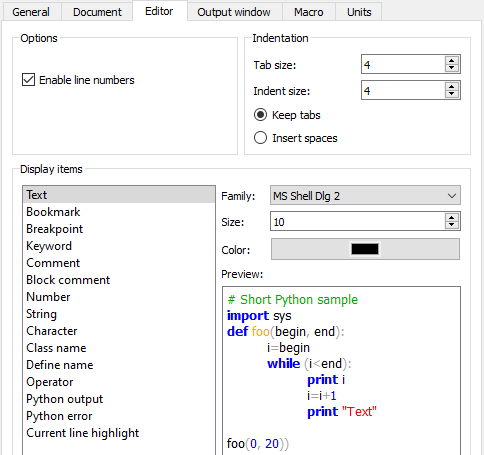 General Document Editor Output window Macro Units
Options
Enable line numbers
Indentation
Tab size: 4
Indent size: 4
Keep tabs
Insert spaces
Display items
Text
Bookmark
Breakpoint
Keyword
Comment
Block comment
Number
String
Character
Class name
Define name
Operator
Python output
Python error
Current line highlight
Family: MS Shell Dlg 2
Size: 10
Color:
Preview:
# Short Python sample
import sys
def foo(begin, end):
i=begin
while (i<end):
print i
i=i+1
print "Text"
foo(0, 20))